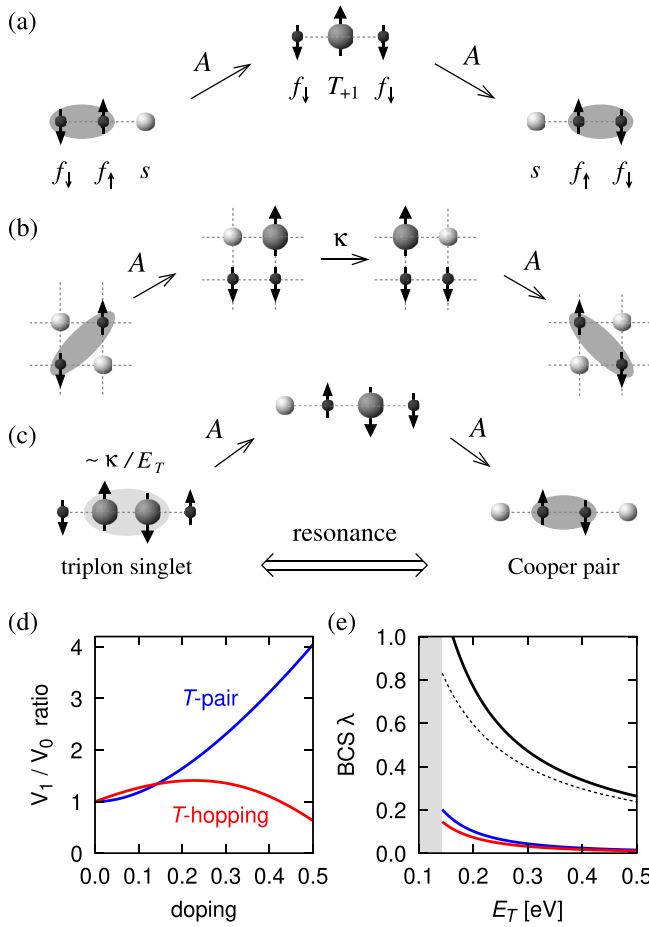 (a)
A
A
f↓ T+1 f↓
f↓ f↑ s
s f↑ f↓
(b)
A
κ
A
(c)
A
A
~ κ/E_T
resonance
triplon singlet
Cooper pair
(d)
(e)
V1 / V0 ratio
4
3
2
1
0
T-pair
T-hopping
0.0 0.1 0.2 0.3 0.4 0.5
doping
BCS λ
1.0
0.8
0.6
0.4
0.2
0.0
0.1 0.2 0.3 0.4 0.5
E_T [eV]